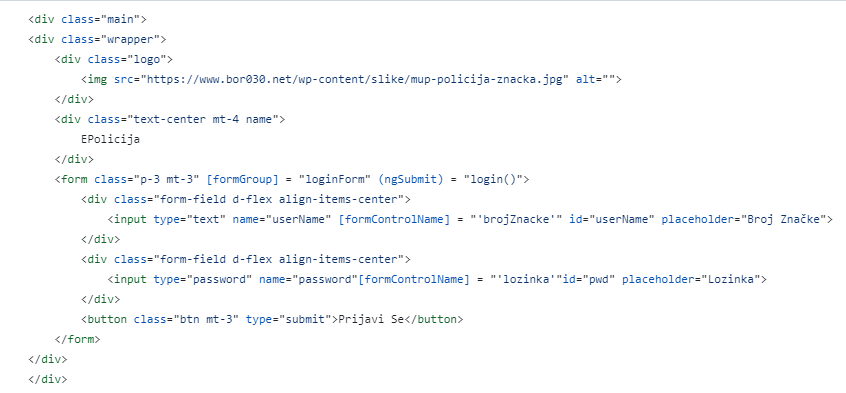 <div class="main">
<div class="wrapper">
    <div class="logo">
        <img src="https://www.bor030.net/wp-content/slike/mup-policija-znacka.jpg" alt="">
    </div>
    <div class="text-center mt-4 name">
        EPolicija
    </div>
    <form class="p-3 mt-3" [formGroup] = "loginForm" (ngSubmit) = "login()">
        <div class="form-field d-flex align-items-center">
            <input type="text" name="userName" [formControlName] = "'brojZnacke'" id="userName" placeholder="Broj Značke">
        </div>
        <div class="form-field d-flex align-items-center">
            <input type="password" name="password"[formControlName] = "'lozinka'"id="pwd" placeholder="Lozinka">
        </div>
        <button class="btn mt-3" type="submit">Prijavi Se</button>
    </form>
</div>
</div>